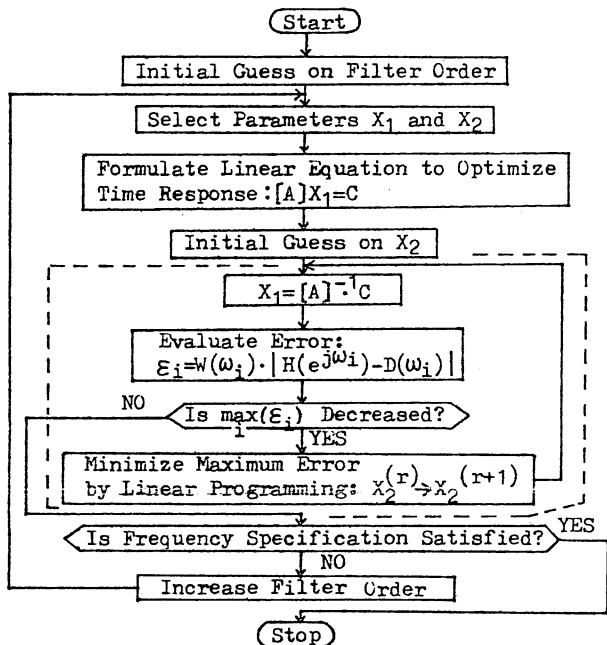 Start
Initial Guess on Filter Order
Select Parameters X₁ and X₂
Formulate Linear Equation to Optimize
Time Response:[A]X₁=C
Initial Guess on X₂
X₁=[A]⁻¹·C
Evaluate Error:
εᵢ=W(ωᵢ)·|H(e^{jωᵢ})-D(ωᵢ)|
NO
Is max(εᵢ) Decreased?
i
YES
Minimize Maximum Error
by Linear Programming: X₂^(r)→X₂^(r+1)
YES
Is Frequency Specification Satisfied?
NO
Increase Filter Order
Stop